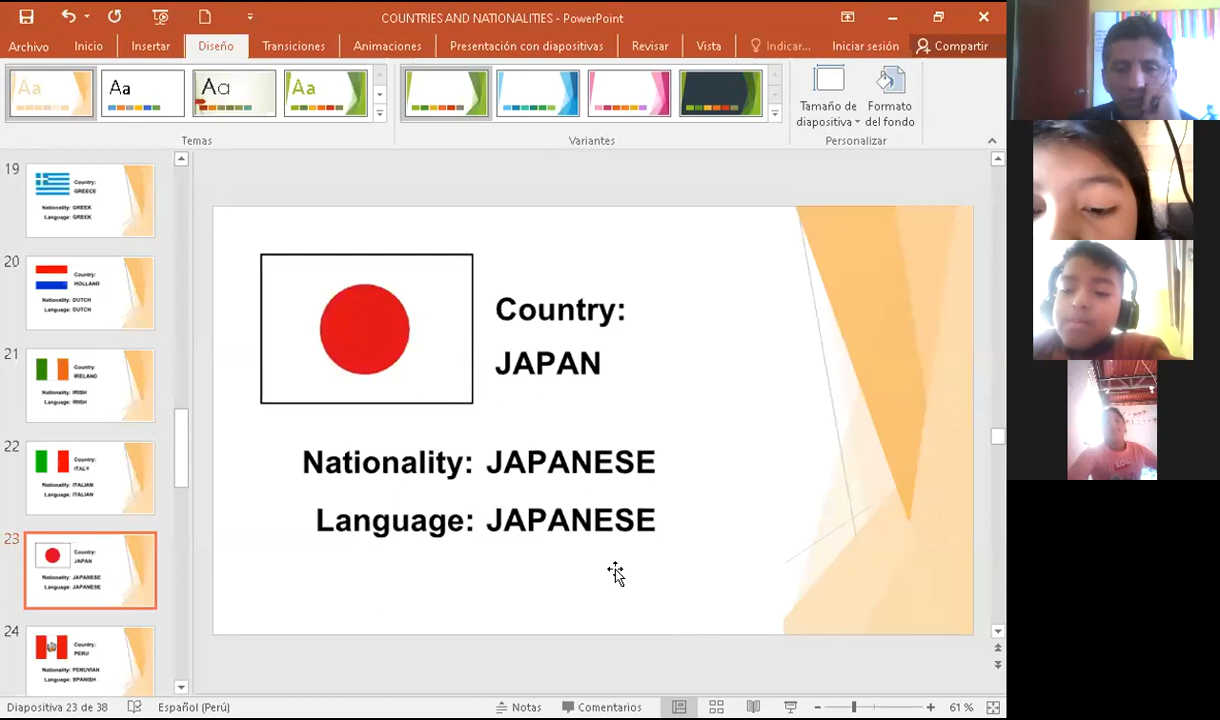 COUNTRIES AND NATIONALITIES - PowerPoint
Archivo Inicio Insertar Diseño Transiciones Animaciones Presentación con diapositivas Revisar Vista Indicar... Iniciar sesión Compartir
Aa Aa Aa Aa
Tamaño de diapositiva
Formato del fondo
Temas Variantes Personalizar
19
Country:
GREECE
Nationality: GREEK
Language: GREEK
20
Country:
HOLLAND
Nationality: DUTCH
Language: DUTCH
21
Country:
IRELAND
Nationality: IRISH
Language: IRISH
22
Country:
ITALY
Nationality: ITALIAN
Language: ITALIAN
23
Country:
JAPAN
Nationality: JAPANESE
Language: JAPANESE
24
Country:
PERU
Nationality: PERUVIAN
Language: SPANISH
Country:
JAPAN
Nationality: JAPANESE
Language: JAPANESE
Diapositiva 23 de 38 Español (Perú) Notas Comentarios 61 %